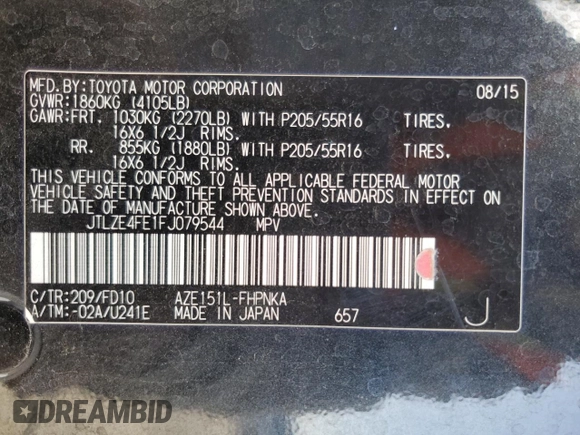 MFD.BY:TOYOTA MOTOR CORPORATION 08/15
GVWR:1860KG (4105LB)
GAWR:FRT. 1030KG (2270LB) WITH P205/55R16 TIRES.
16X6 1/2J RIMS.
RR. 855KG (1880LB) WITH P205/55R16 TIRES.
16X6 1/2J RIMS.
THIS VEHICLE CONFORMS TO ALL APPLICABLE FEDERAL MOTOR
VEHICLE SAFETY AND THEFT PREVENTION STANDARDS IN EFFECT ON
THE DATE OF MANUFACTURE SHOWN ABOVE.
JTLZE4FE1FJ079544 MPV
C/TR:209/FD10 AZE151L-FHPNKA
A/TM:-02A/U241E MADE IN JAPAN 657 J
DREAMBID